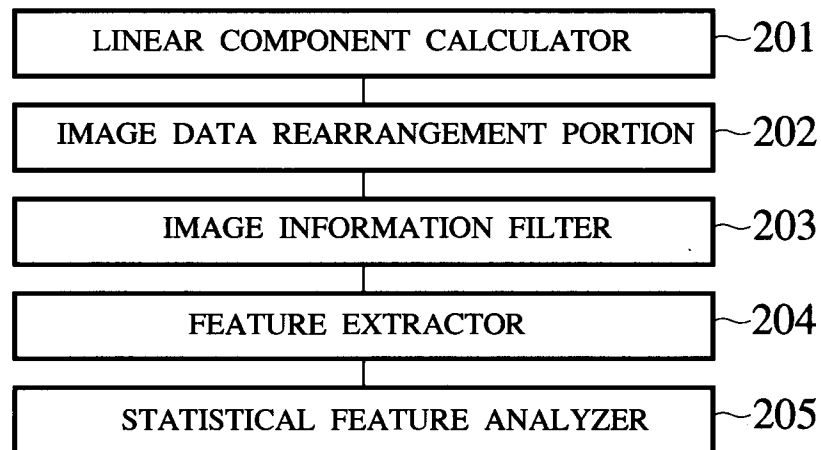 LINEAR COMPONENT CALCULATOR 201
IMAGE DATA REARRANGEMENT PORTION 202
IMAGE INFORMATION FILTER 203
FEATURE EXTRACTOR 204
STATISTICAL FEATURE ANALYZER 205